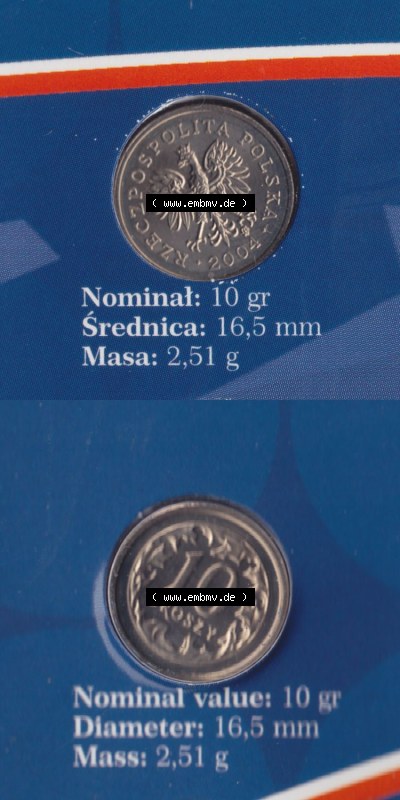 RZECZPOSPOLITA POLSKA
( www.embmv.de )
· 2004 ·
Nominał: 10 gr
Średnica: 16,5 mm
Masa: 2,51 g
10
( www.embmv.de )
GROSZY
Nominal value: 10 gr
Diameter: 16,5 mm
Mass: 2,51 g